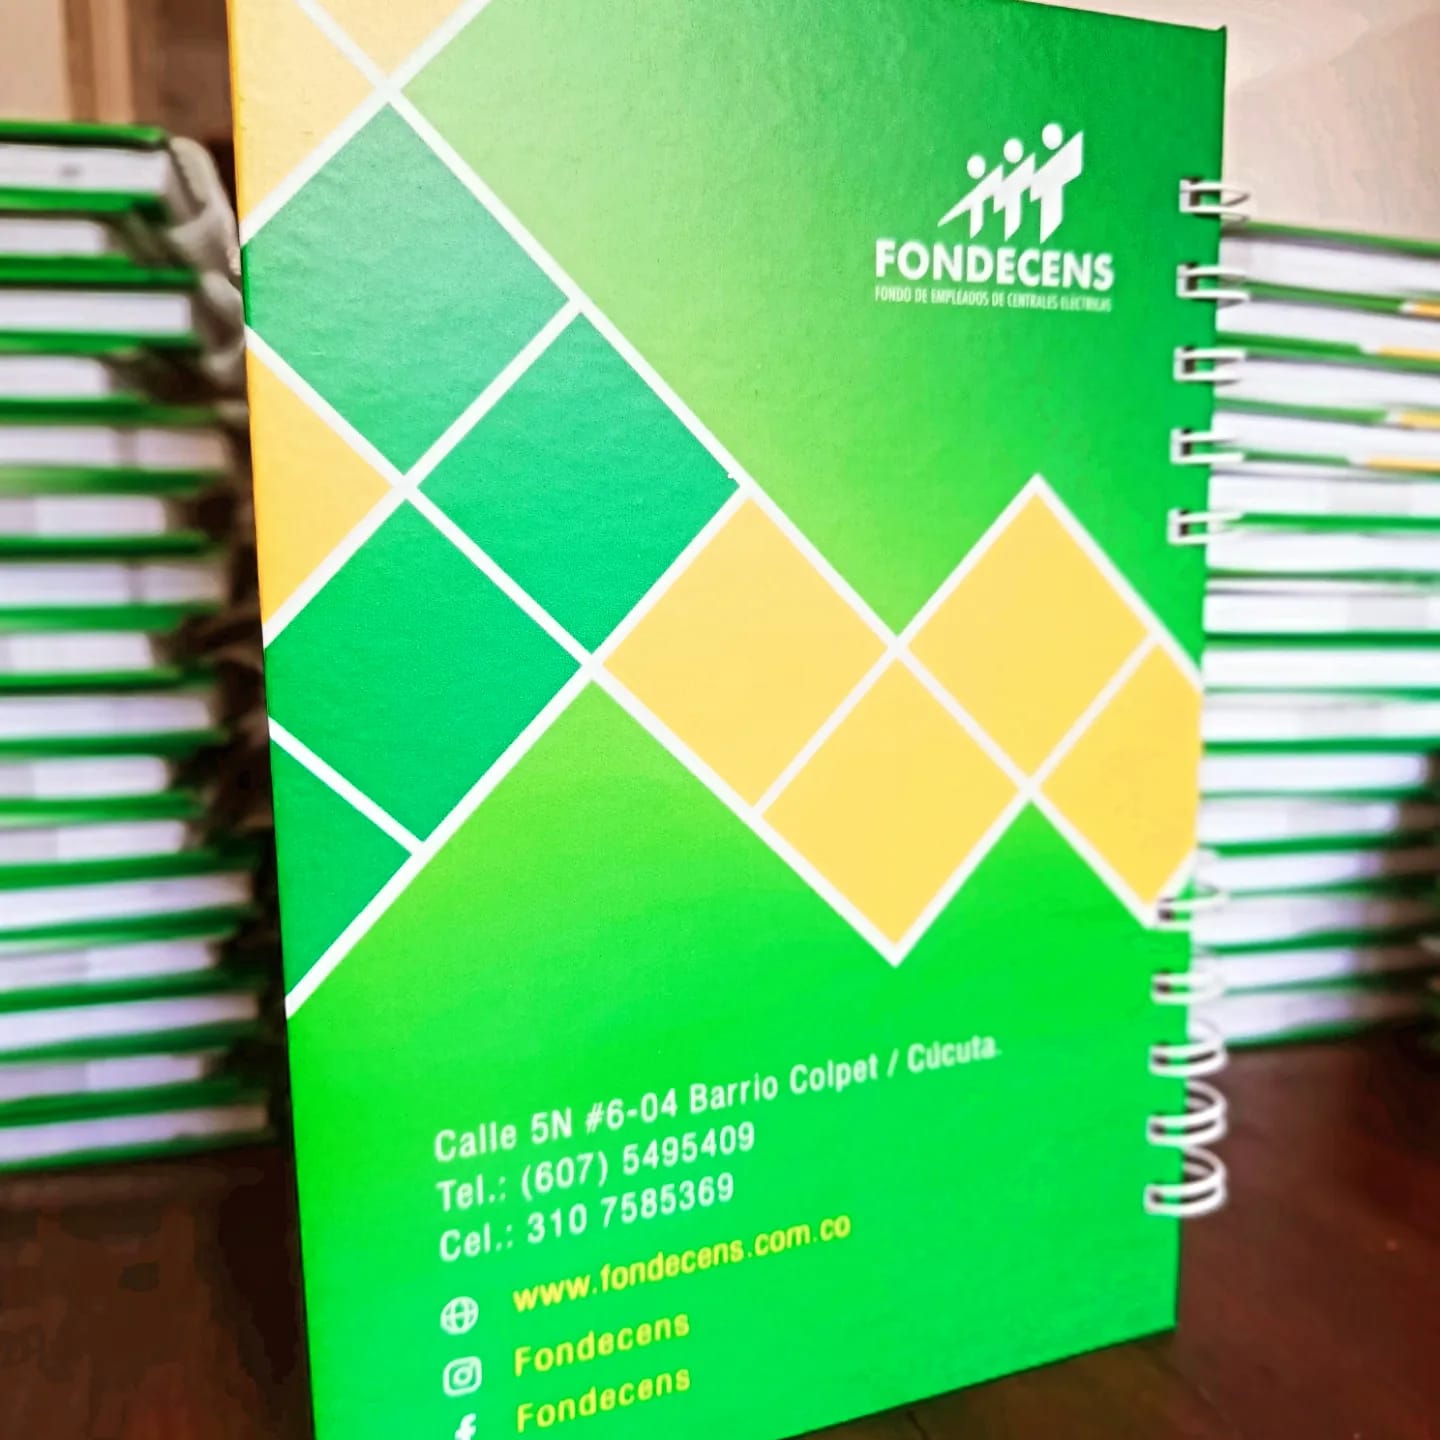 FONDECENS
FONDO DE EMPLEADOS DE CENTRALES ELÉCTRICAS
Calle 5N #6-04 Barrio Colpet / Cúcuta.
Tel.: (607) 5495409
Cel.: 310 7585369
www.fondecens.com.co
Fondecens
Fondecens